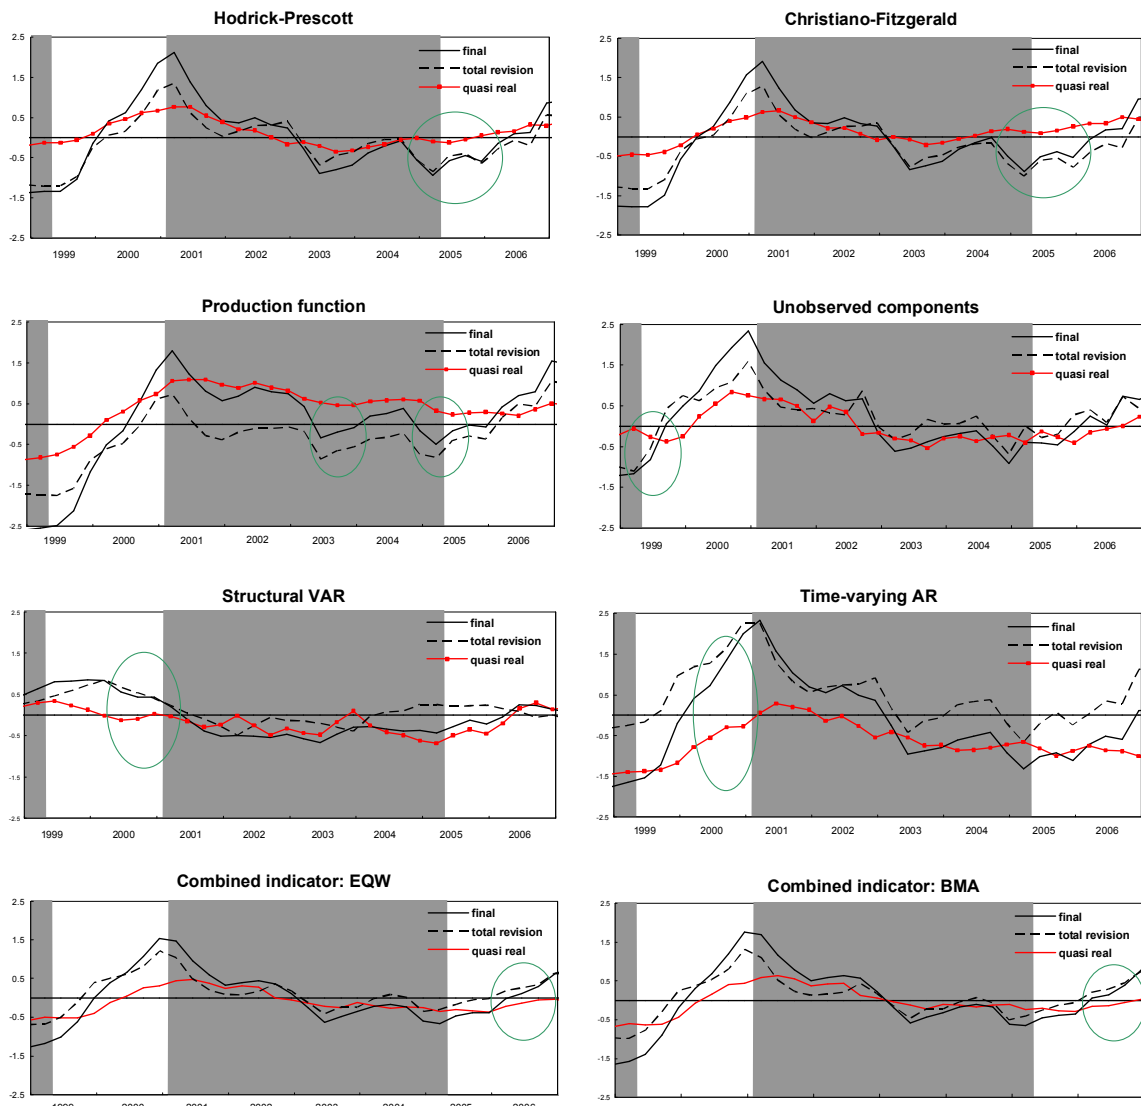 Hodrick-Prescott
2.5
1.5
0.5
-0.5
-1.5
-2.5
final
total revision
quasi real
1999 2000 2001 2002 2003 2004 2005 2006
Christiano-Fitzgerald
2.5
1.5
0.5
-0.5
-1.5
-2.5
final
total revision
quasi real
1999 2000 2001 2002 2003 2004 2005 2006
Production function
2.5
1.5
0.5
-0.5
-1.5
-2.5
final
total revision
quasi real
1999 2000 2001 2002 2003 2004 2005 2006
Unobserved components
2.5
1.5
0.5
-0.5
-1.5
-2.5
final
total revision
quasi real
1999 2000 2001 2002 2003 2004 2005 2006
Structural VAR
2.5
1.5
0.5
-0.5
-1.5
-2.5
final
total revision
quasi real
1999 2000 2001 2002 2003 2004 2005 2006
Time-varying AR
2.5
1.5
0.5
-0.5
-1.5
-2.5
final
total revision
quasi real
1999 2000 2001 2002 2003 2004 2005 2006
Combined indicator: EQW
2.5
1.5
0.5
-0.5
-1.5
-2.5
final
total revision
quasi real
1999 2000 2001 2002 2003 2004 2005 2006
Combined indicator: BMA
2.5
1.5
0.5
-0.5
-1.5
-2.5
final
total revision
quasi real